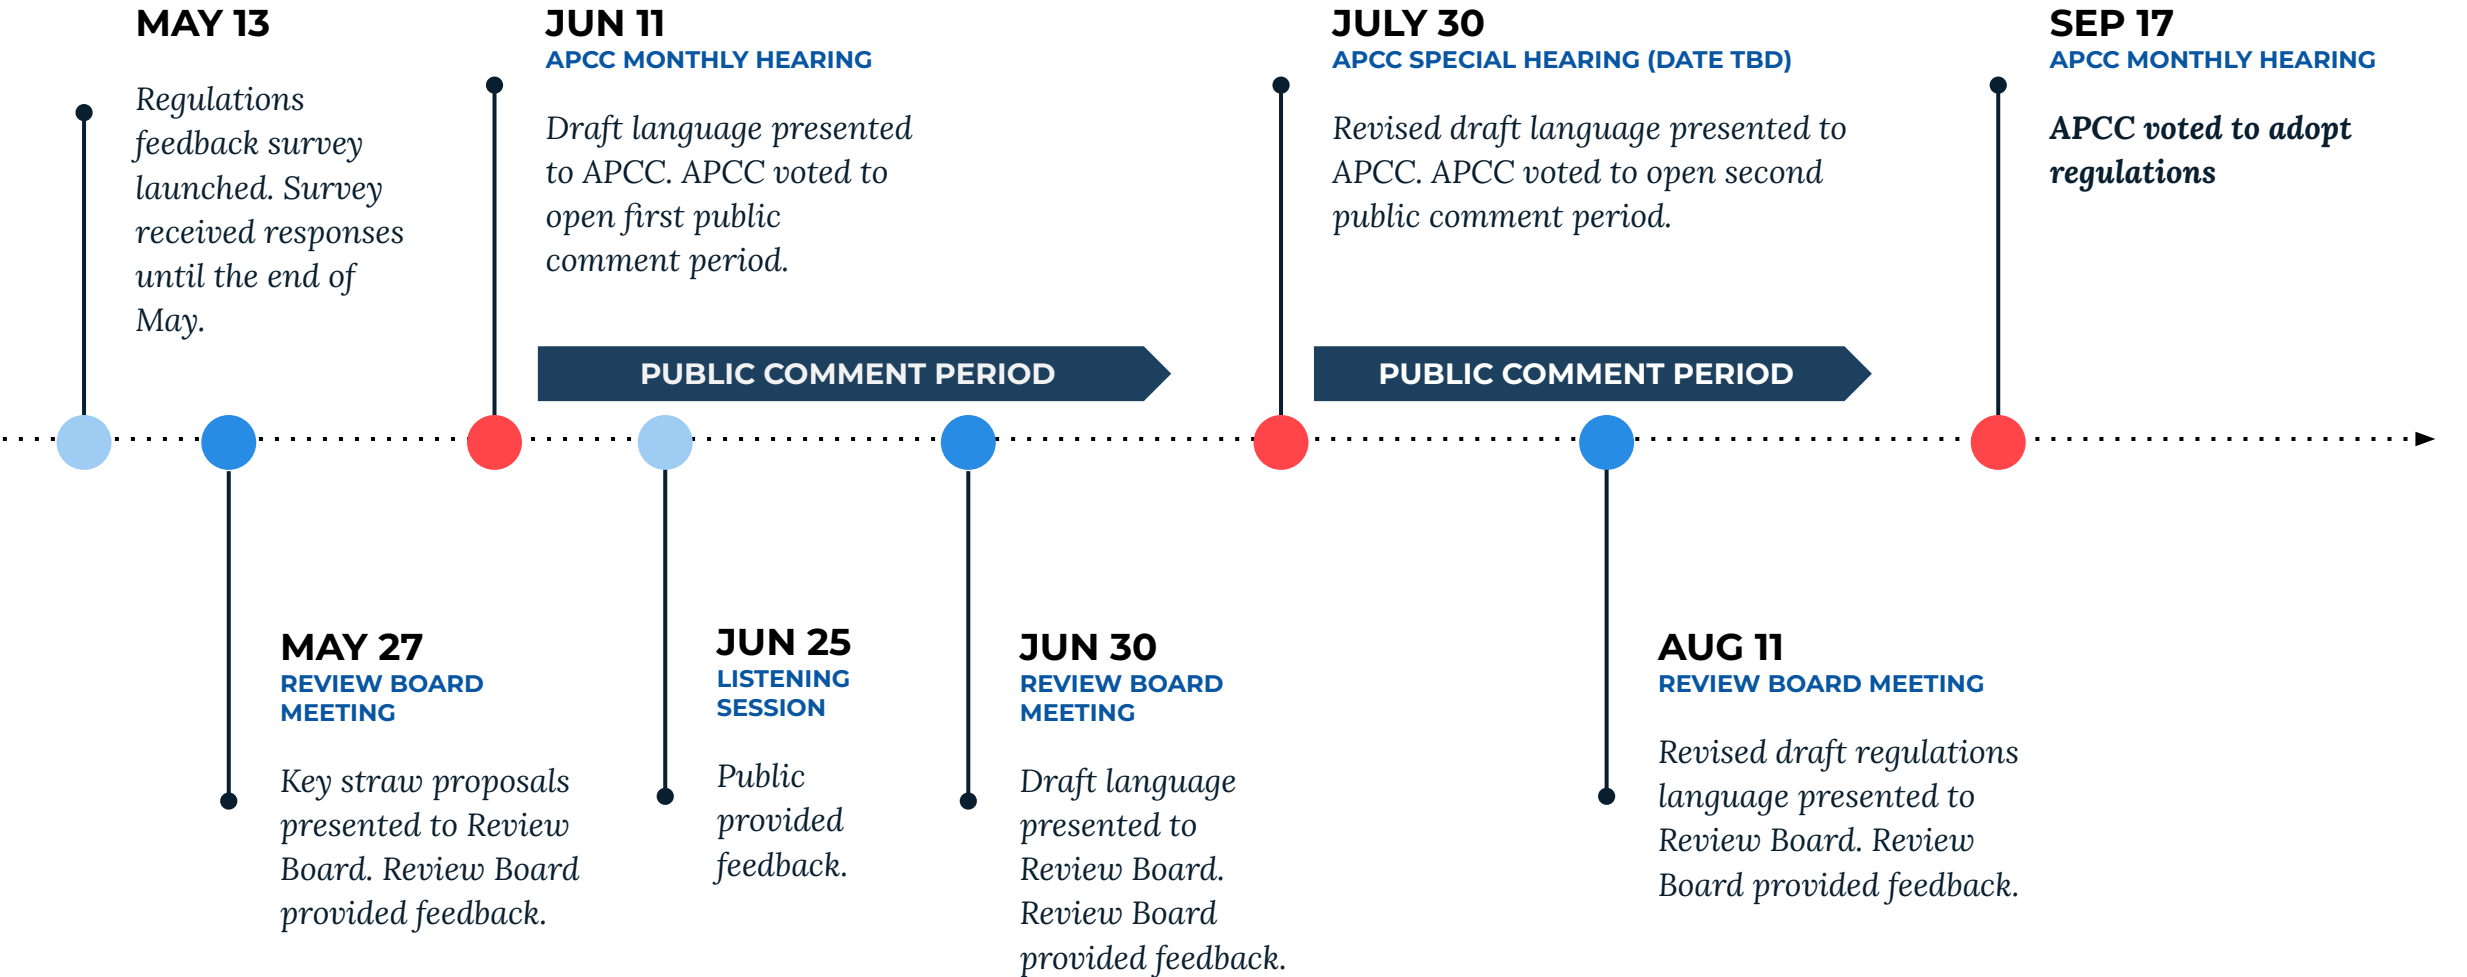 MAY 13
Regulations
feedback survey
launched. Survey
received responses
until the end of
May.
JUN 11
APCC MONTHLY HEARING
Draft language presented
to APCC. APCC voted to
open first public
comment period.
JULY 30
APCC SPECIAL HEARING (DATE TBD)
Revised draft language presented to
APCC. APCC voted to open second
public comment period.
SEP 17
APCC MONTHLY HEARING
APCC voted to adopt
regulations
PUBLIC COMMENT PERIOD
PUBLIC COMMENT PERIOD
MAY 27
REVIEW BOARD
MEETING
Key straw proposals
presented to Review
Board. Review Board
provided feedback.
JUN 25
LISTENING
SESSION
Public
provided
feedback.
JUN 30
REVIEW BOARD
MEETING
Draft language
presented to
Review Board.
Review Board
provided feedback.
AUG 11
REVIEW BOARD MEETING
Revised draft regulations
language presented to
Review Board. Review
Board provided feedback.